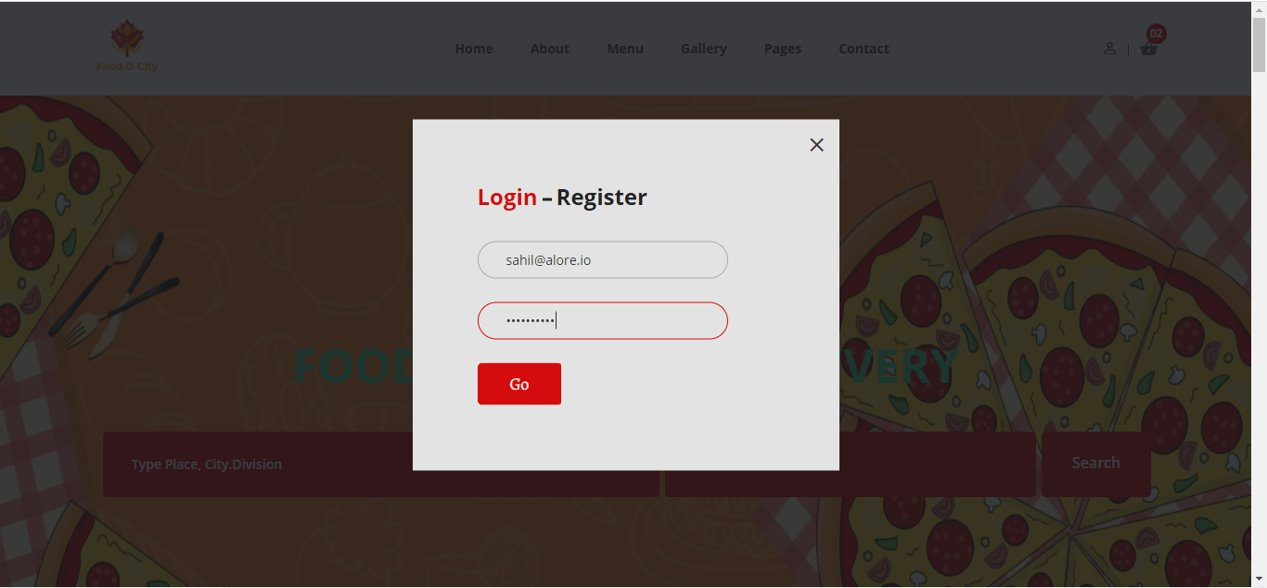 Food O City
Home About Menu Gallery Pages Contact
02
Login – Register
sahil@alore.io
••••••••••
Go
FOOD VERY
Type Place, City.Division
Search